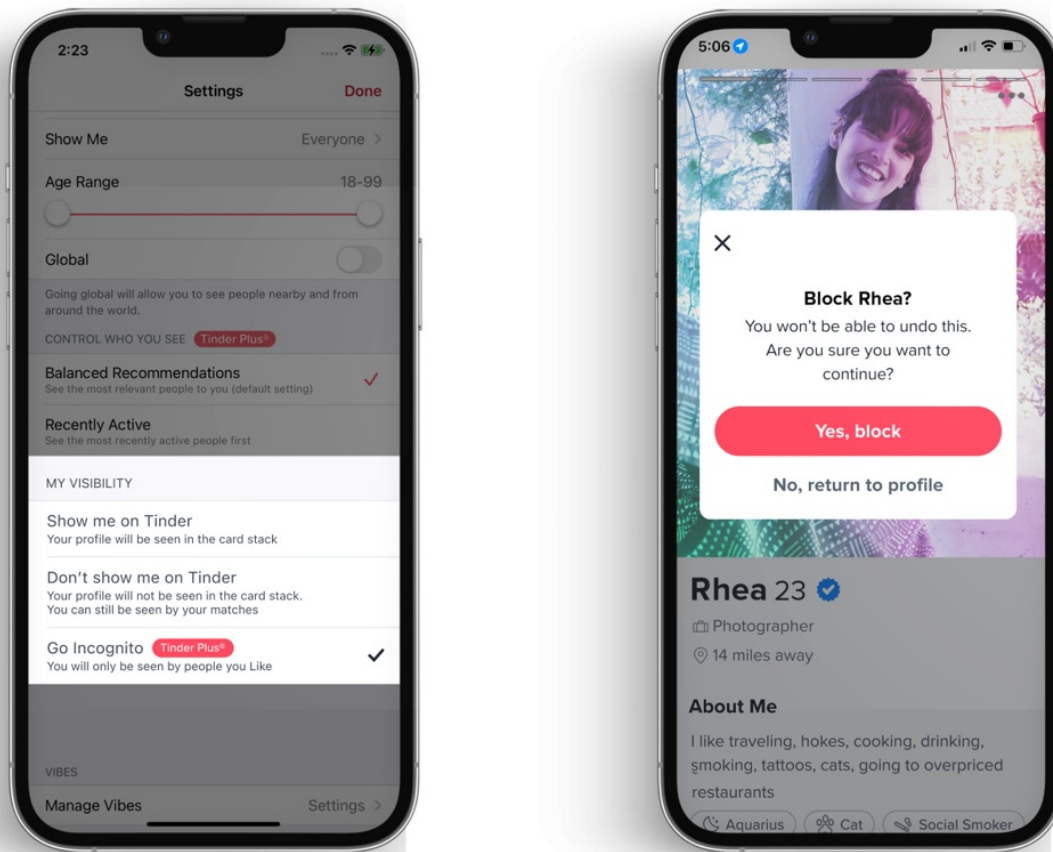 2:23
Settings
Done
Show Me
Everyone
Age Range
18-99
Global
Going global will allow you to see people nearby and from
around the world.
CONTROL WHO YOU SEE Tinder Plus®
Balanced Recommendations
See the most relevant people to you (default setting)
Recently Active
See the most recently active people first
MY VISIBILITY
Show me on Tinder
Your profile will be seen in the card stack
Don't show me on Tinder
Your profile will not be seen in the card stack.
You can still be seen by your matches
Go Incognito Tinder Plus®
You will only be seen by people you Like
VIBES
Manage Vibes
Settings
5:06
Block Rhea?
You won't be able to undo this.
Are you sure you want to
continue?
Yes, block
No, return to profile
Rhea 23
Photographer
14 miles away
About Me
I like traveling, hokes, cooking, drinking,
smoking, tattoos, cats, going to overpriced
restaurants
Aquarius
Cat
Social Smoker